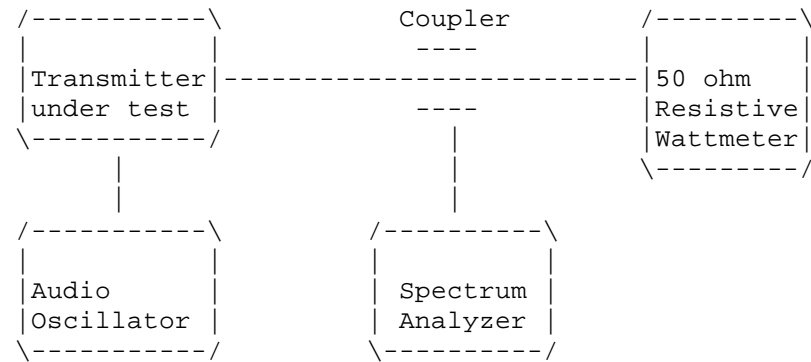 Coupler
Transmitter
under test
50 ohm
Resistive
Wattmeter
Audio
Oscillator
Spectrum
Analyzer